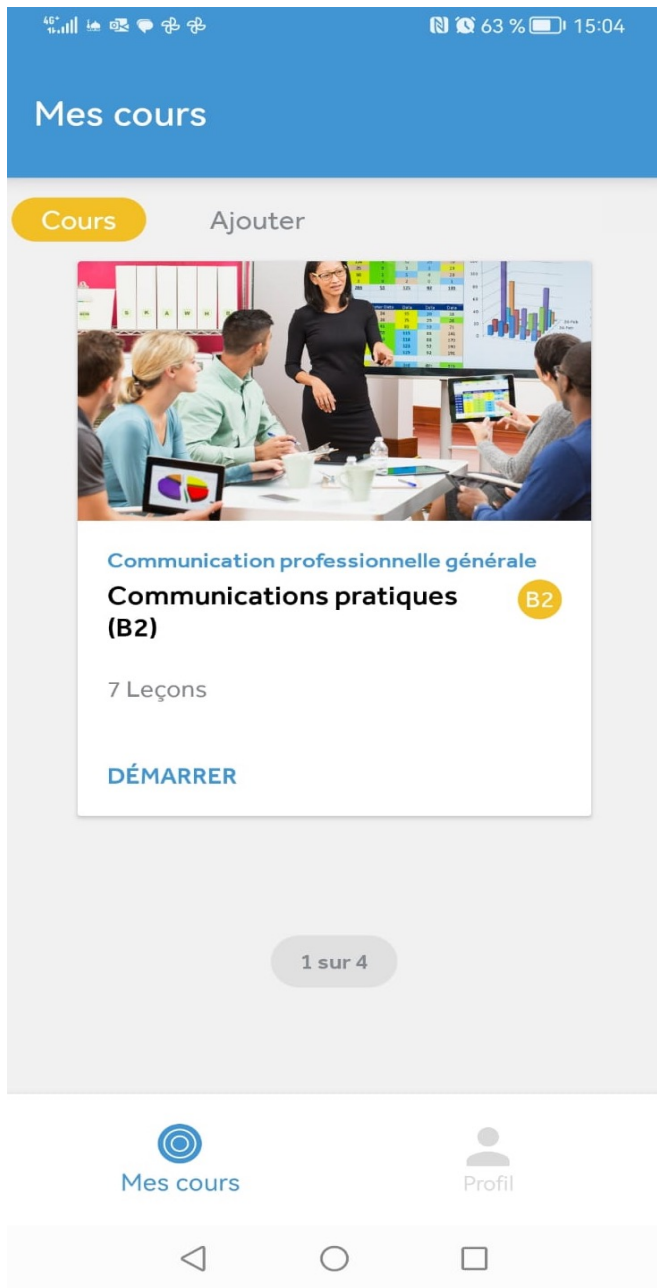 63 % 15:04
Mes cours
Cours Ajouter
Communication professionnelle générale
Communications pratiques
(B2)
B2
7 Leçons
DÉMARRER
1 sur 4
Mes cours Profil